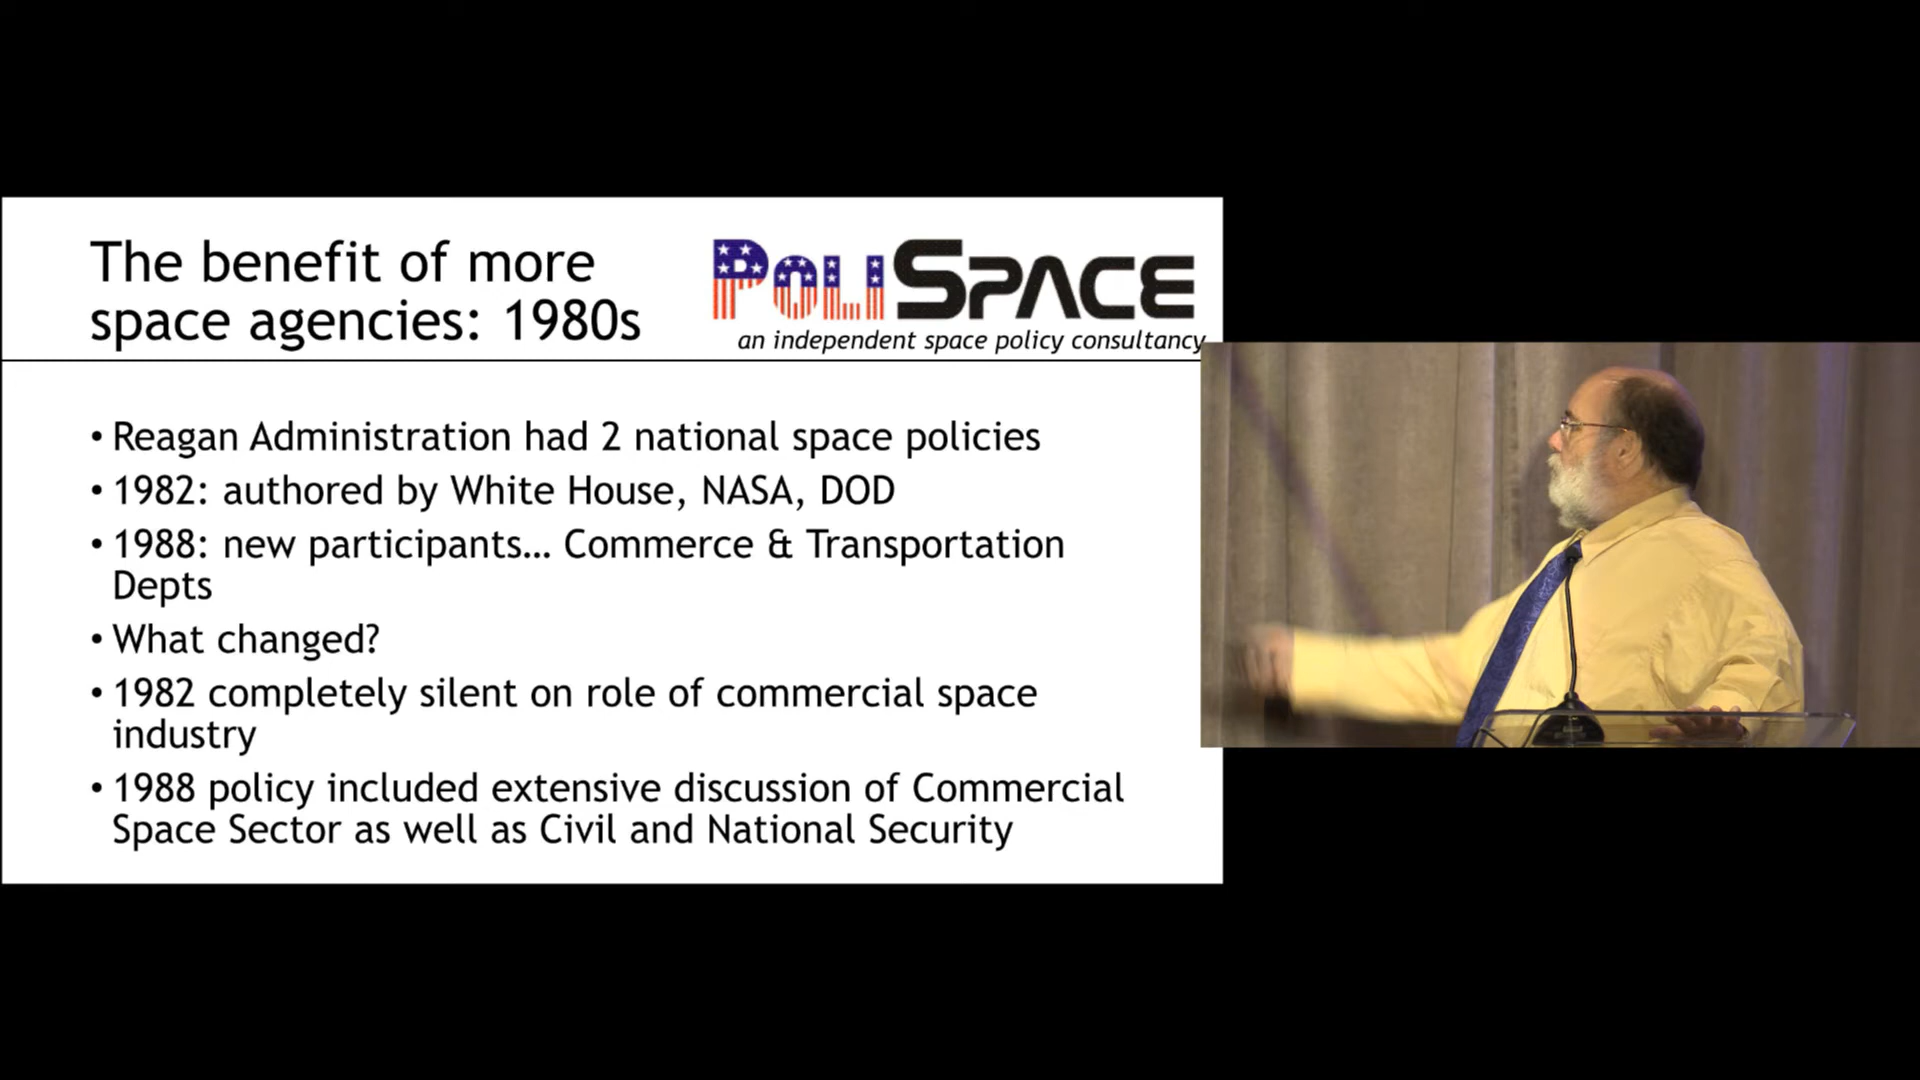 The benefit of more
space agencies: 1980s
POLISPACE
an independent space policy consultancy
• Reagan Administration had 2 national space policies
• 1982: authored by White House, NASA, DOD
• 1988: new participants... Commerce & Transportation
Depts
• What changed?
• 1982 completely silent on role of commercial space
industry
• 1988 policy included extensive discussion of Commercial
Space Sector as well as Civil and National Security